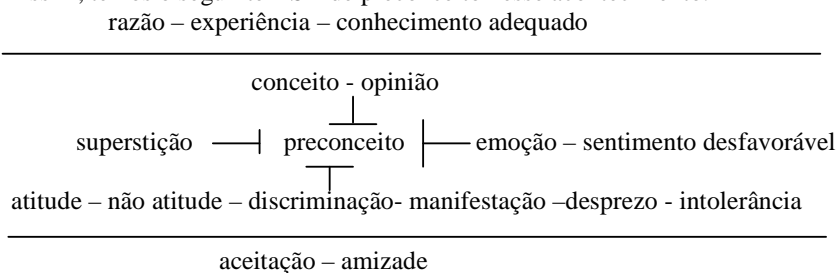 razão – experiência – conhecimento adequado
conceito - opinião
superstição preconceito emoção – sentimento desfavorável
atitude – não atitude – discriminação- manifestação –desprezo - intolerância
aceitação – amizade